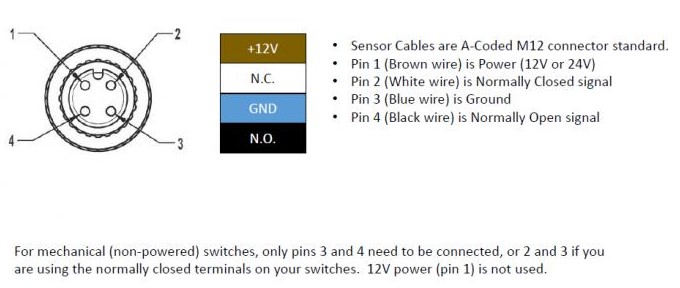 1
2
4
3
+12V
N.C.
GND
N.O.
• Sensor Cables are A-Coded M12 connector standard.
• Pin 1 (Brown wire) is Power (12V or 24V)
• Pin 2 (White wire) is Normally Closed signal
• Pin 3 (Blue wire) is Ground
• Pin 4 (Black wire) is Normally Open signal
For mechanical (non-powered) switches, only pins 3 and 4 need to be connected, or 2 and 3 if you
are using the normally closed terminals on your switches.  12V power (pin 1) is not used.